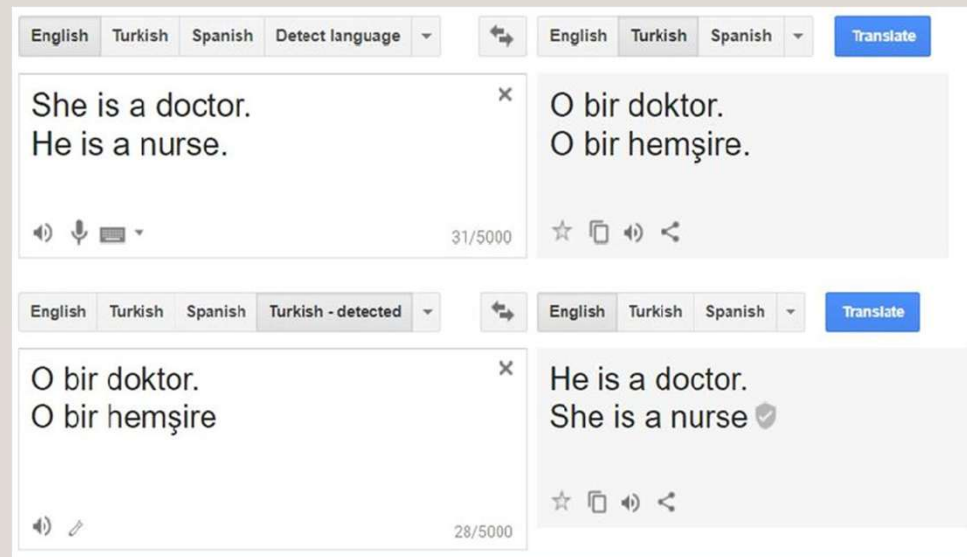 English Turkish Spanish Detect language English Turkish Spanish Translate
She is a doctor.
He is a nurse.
31/5000
O bir doktor.
O bir hemşire.
English Turkish Spanish Turkish - detected English Turkish Spanish Translate
O bir doktor.
O bir hemşire
28/5000
He is a doctor.
She is a nurse